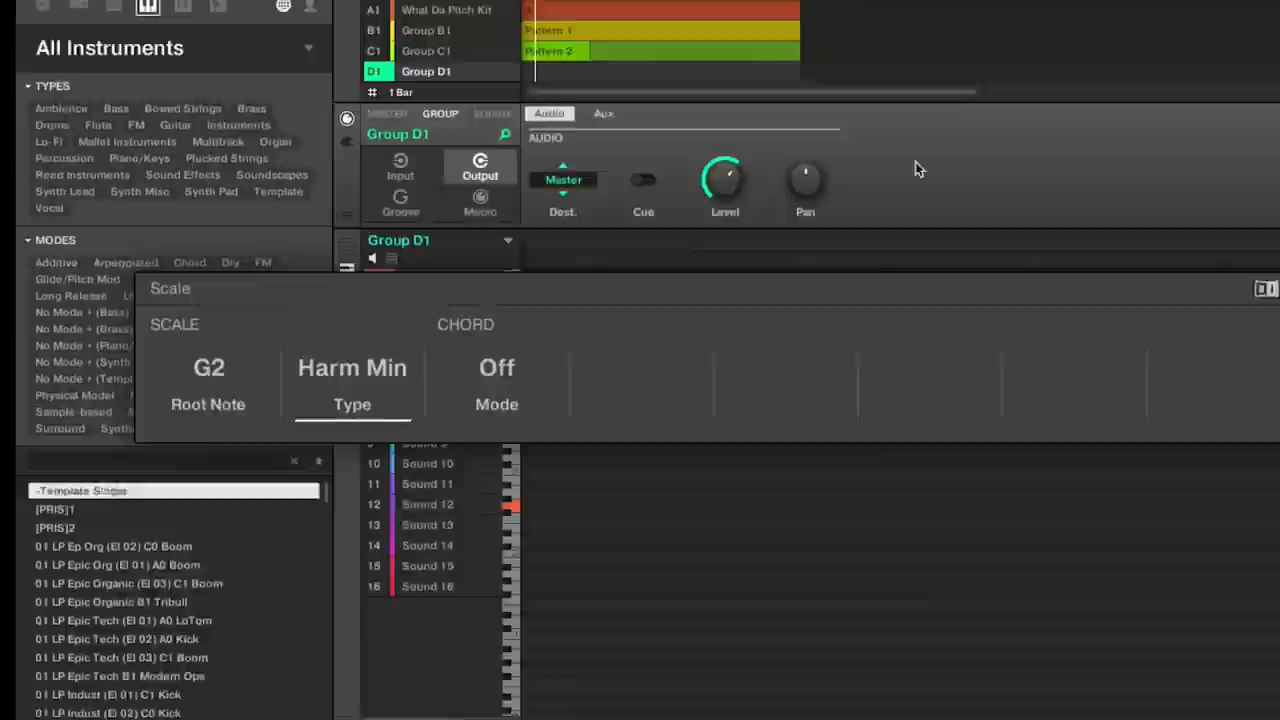 A1 What Da Pitch Kit
B1 Group B1 Pattern 1
C1 Group C1 Pattern 2
D1 Group D1
1 Bar
All Instruments
TYPES
Ambience Bass Bowed Strings Brass
Drums Flute FM Guitar Instruments
Lo-Fi Mallet Instruments Multitrack Organ
Percussion Piano/Keys Plucked Strings
Reed Instruments Sound Effects Soundscapes
Synth Lead Synth Misc Synth Pad Template
Vocal
MODES
Additive Arpeggiated Chord Dry FM
Glide/Pitch Mod
Long Release
No Mode + (Bass)
No Mode + (Brass)
No Mode + (Piano/
No Mode + (Synth
No Mode + (Templ
Physical Model
Sample-based
Surround Synth
MASTER GROUP SOUND
Group D1
Input Output
Groove Macro
Audio Aux
AUDIO
Master
Dest. Cue Level Pan
Group D1
Scale
SCALE CHORD
G2 Harm Min Off
Root Note Type Mode
10 Sound 10
11 Sound 11
12 Sound 12
13 Sound 13
14 Sound 14
15 Sound 15
16 Sound 16
[PRIS]1
[PRIS]2
01 LP Ep Org (El 02) C0 Boom
01 LP Epic Org (El 01) A0 Boom
01 LP Epic Organic (El 03) C1 Boom
01 LP Epic Organic B1 Tribull
01 LP Epic Tech (El 01) A0 LoTom
01 LP Epic Tech (El 02) A0 Kick
01 LP Epic Tech (El 03) C1 Boom
01 LP Epic Tech B1 Modern Ops
01 LP Indust (El 01) C1 Kick
01 LP Indust (El 02) C0 Kick